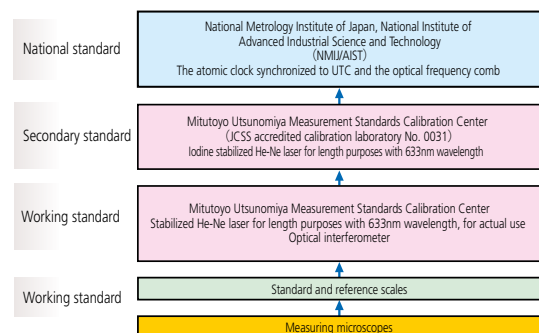 National standard
National Metrology Institute of Japan, National Institute of
Advanced Industrial Science and Technology
(NMIJ/AIST)
The atomic clock synchronized to UTC and the optical frequency comb
Secondary standard
Mitutoyo Utsunomiya Measurement Standards Calibration Center
(JCSS accredited calibration laboratory No. 0031)
Iodine stabilized He-Ne laser for length purposes with 633nm wavelength
Working standard
Mitutoyo Utsunomiya Measurement Standards Calibration Center
Stabilized He-Ne laser for length purposes with 633nm wavelength, for actual use
Optical interferometer
Working standard
Standard and reference scales
Measuring microscopes